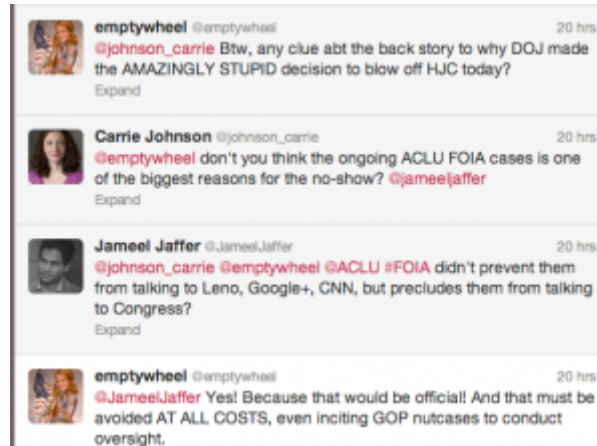 emptywheel @emptywheel 20 hrs
@johnson_carrie Btw, any clue abt the back story to why DOJ made
the AMAZINGLY STUPID decision to blow off HJC today?
Expand
Carrie Johnson @johnson_carrie 20 hrs
@emptywheel don't you think the ongoing ACLU FOIA cases is one
of the biggest reasons for the no-show? @jameeljaffer
Expand
Jameel Jaffer @JameelJaffer 20 hrs
@johnson_carrie @emptywheel @ACLU #FOIA didn't prevent them
from talking to Leno, Google+, CNN, but precludes them from talking
to Congress?
Expand
emptywheel @emptywheel 20 hrs
@JameelJaffer Yes! Because that would be official! And that must be
avoided AT ALL COSTS, even inciting GOP nutcases to conduct
oversight.